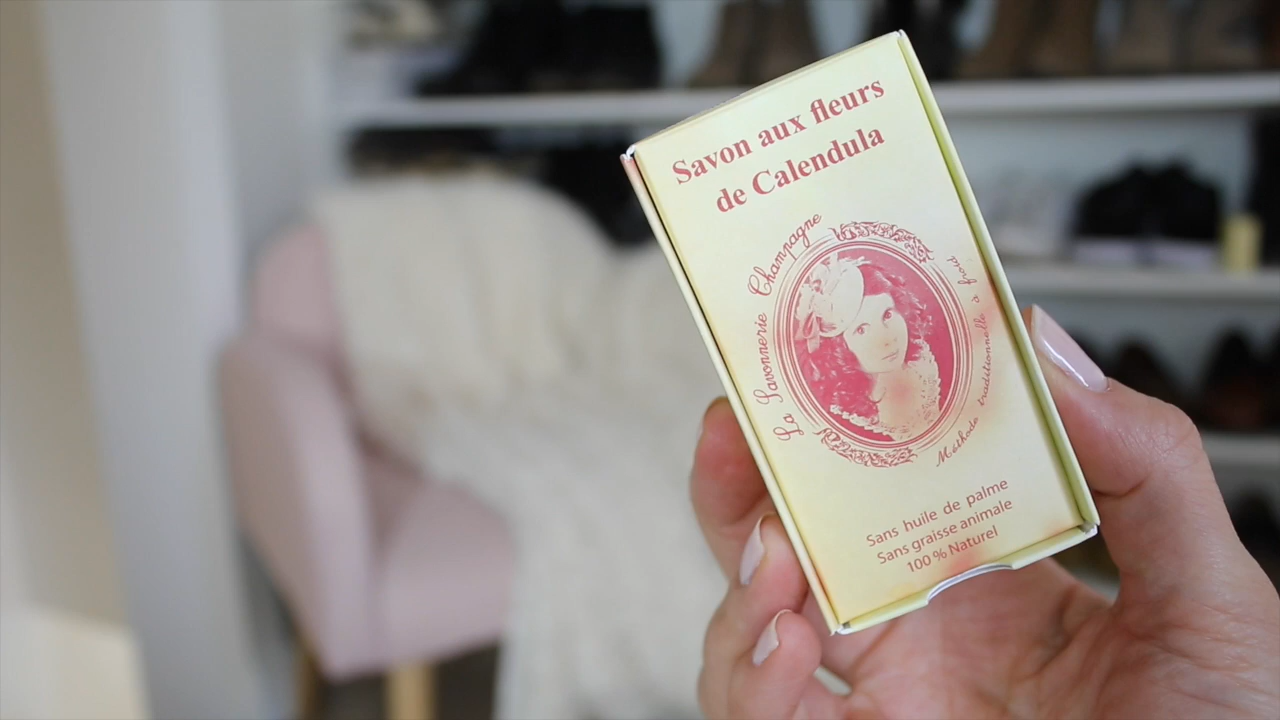 Savon aux fleurs
de Calendula
La Savonnerie Champagne
Méthode traditionnelle à froid
Sans huile de palme
Sans graisse animale
100 % Naturel